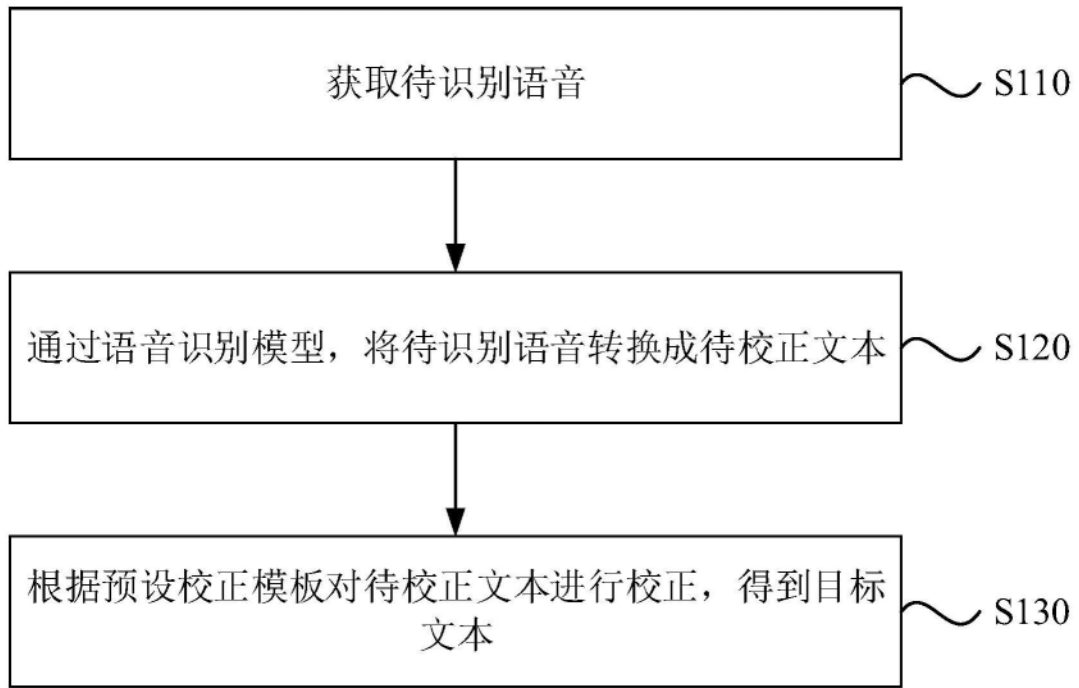 获取待识别语音
S110
通过语音识别模型，将待识别语音转换成待校正文本
S120
根据预设校正模板对待校正文本进行校正，得到目标
文本
S130